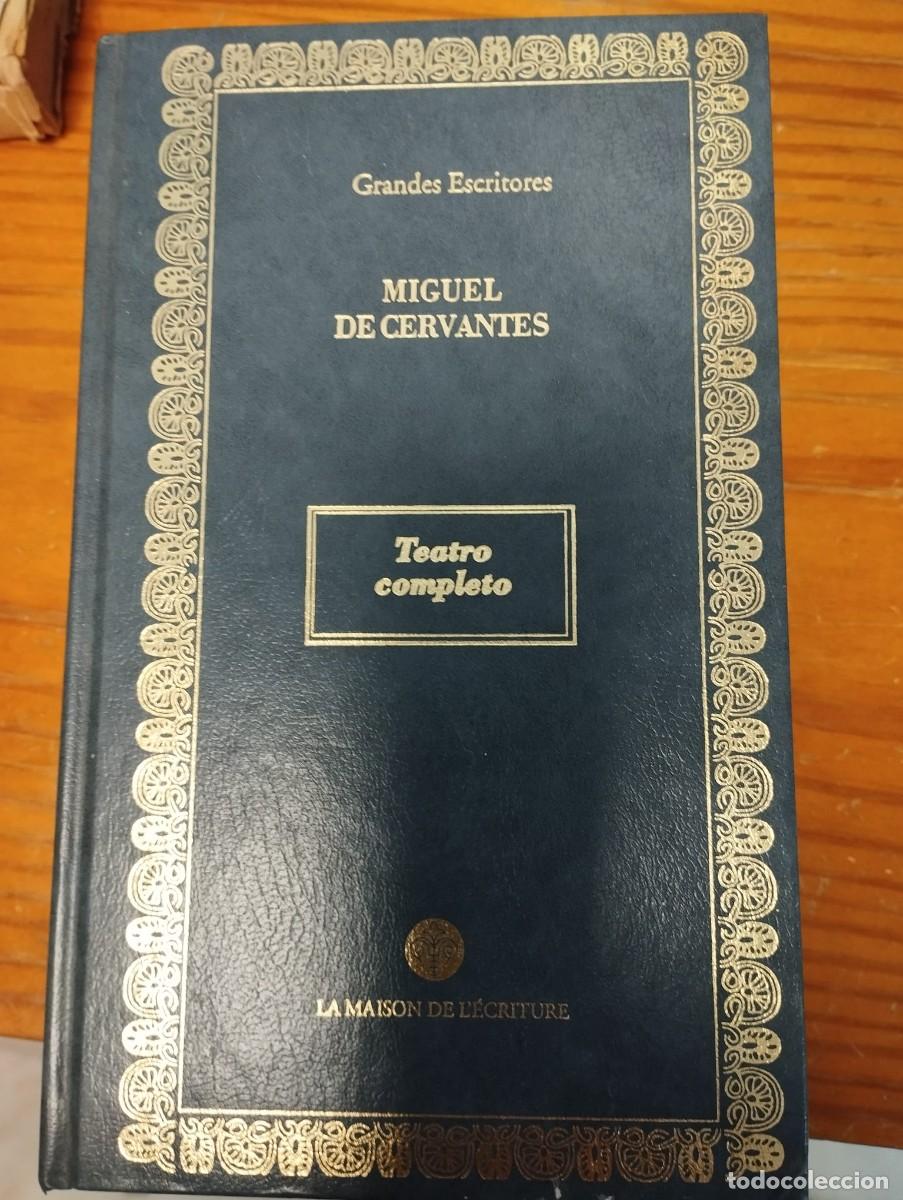 Grandes Escritores
MIGUEL
DE CERVANTES
Teatro
completo
LA MAISON DE L'ÉCRITURE
todocoleccion